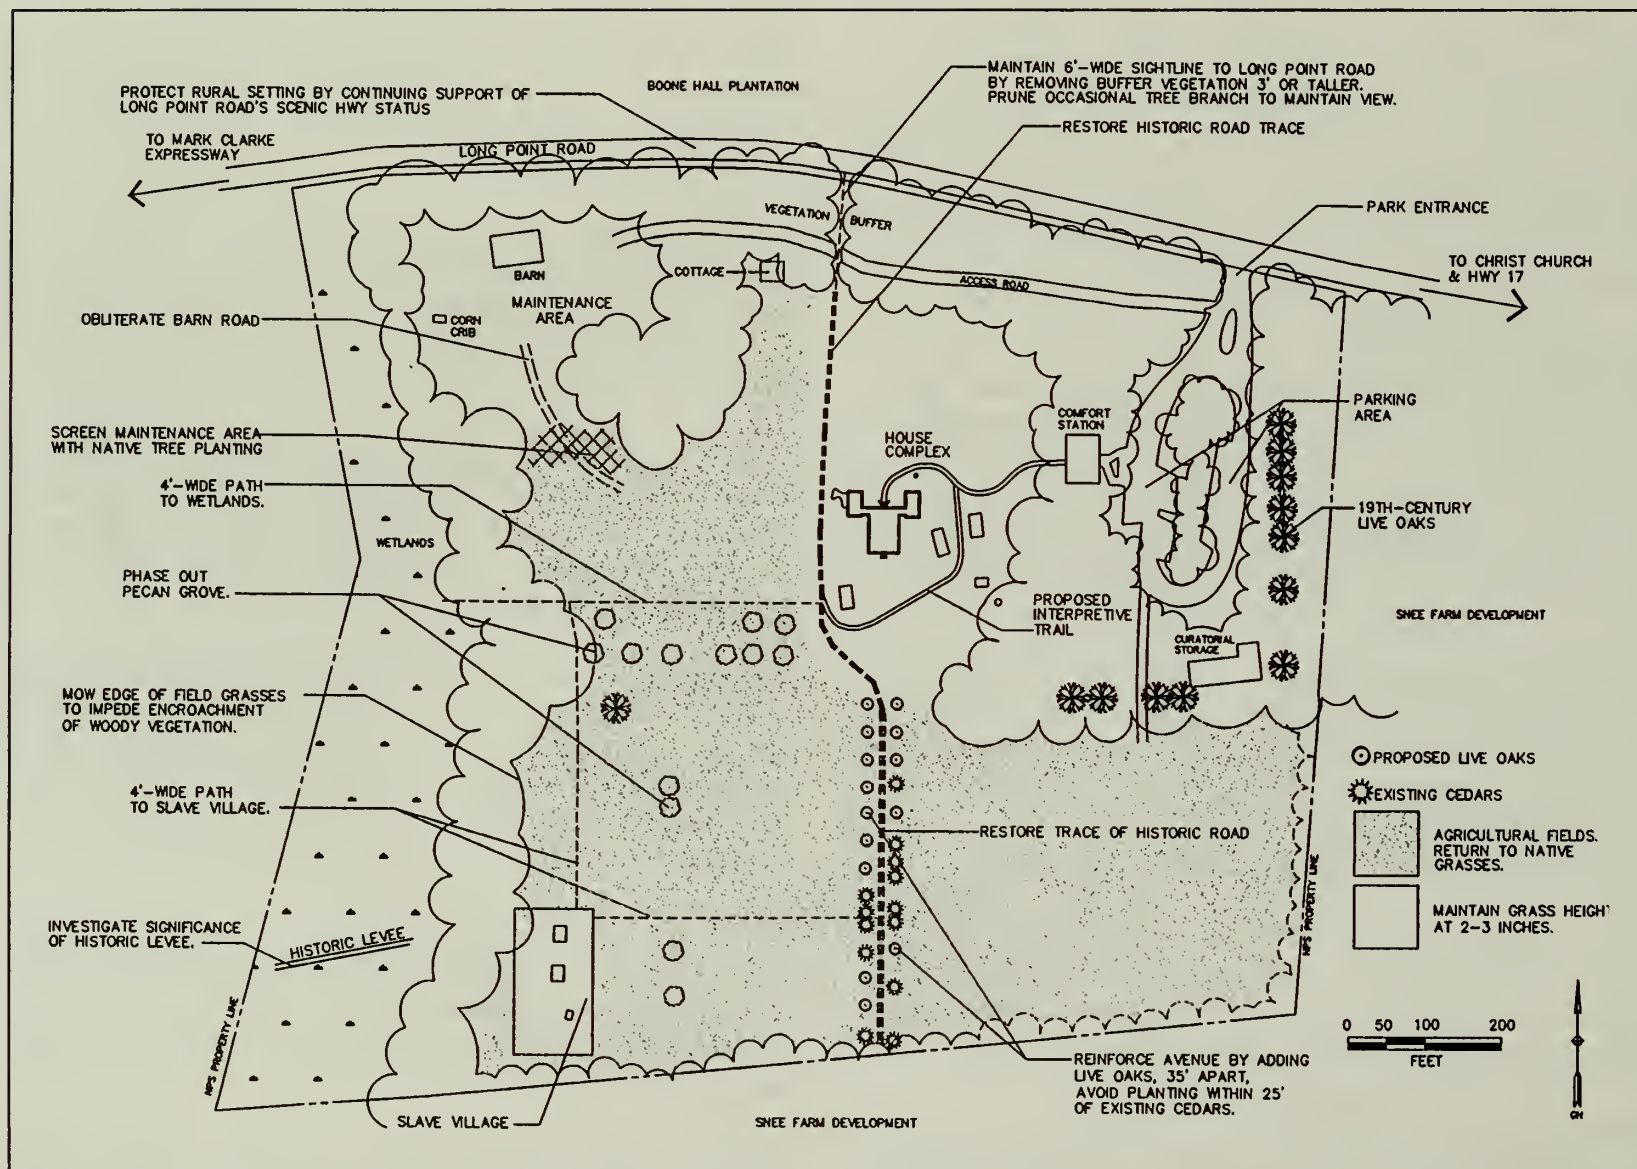 BOONE HALL PLANTATION
MAINTAIN 6'-WIDE SIGHTLINE TO LONG POINT ROAD
BY REMOVING BUFFER VEGETATION 3' OR TALLER.
PRUNE OCCASIONAL TREE BRANCH TO MAINTAIN VIEW.
PROTECT RURAL SETTING BY CONTINUING SUPPORT OF
LONG POINT ROAD'S SCENIC HWY STATUS
RESTORE HISTORIC ROAD TRACE
TO MARK CLARKE
EXPRESSWAY
LONG POINT ROAD
VEGETATION BUFFER
PARK ENTRANCE
TO CHRIST CHURCH
& HWY 17
BARN
COTTAGE
ACCESS ROAD
MAINTENANCE
AREA
OBLITERATE BARN ROAD
CORN
CRIB
PARKING
AREA
COMFORT
STATION
SCREEN MAINTENANCE AREA
WITH NATIVE TREE PLANTING
HOUSE
COMPLEX
4'-WIDE PATH
TO WETLANDS.
19TH-CENTURY
LIVE OAKS
WETLANDS
PHASE OUT
PECAN GROVE.
PROPOSED
INTERPRETIVE
TRAIL
SNEE FARM DEVELOPMENT
CURATORIAL
STORAGE
MOW EDGE OF FIELD GRASSES
TO IMPEDE ENCROACHMENT
OF WOODY VEGETATION.
PROPOSED LIVE OAKS
4'-WIDE PATH
TO SLAVE VILLAGE.
EXISTING CEDARS
RESTORE TRACE OF HISTORIC ROAD
AGRICULTURAL FIELDS.
RETURN TO NATIVE
GRASSES.
NPS PROPERTY LINE
MAINTAIN GRASS HEIGH
AT 2-3 INCHES.
INVESTIGATE SIGNIFICANCE
OF HISTORIC LEVEE.
HISTORIC LEVEE
NPS PROPERTY LINE
0 50 100 200
FEET
REINFORCE AVENUE BY ADDING
LIVE OAKS, 35' APART,
AVOID PLANTING WITHIN 25'
OF EXISTING CEDARS.
SLAVE VILLAGE
SNEE FARM DEVELOPMENT